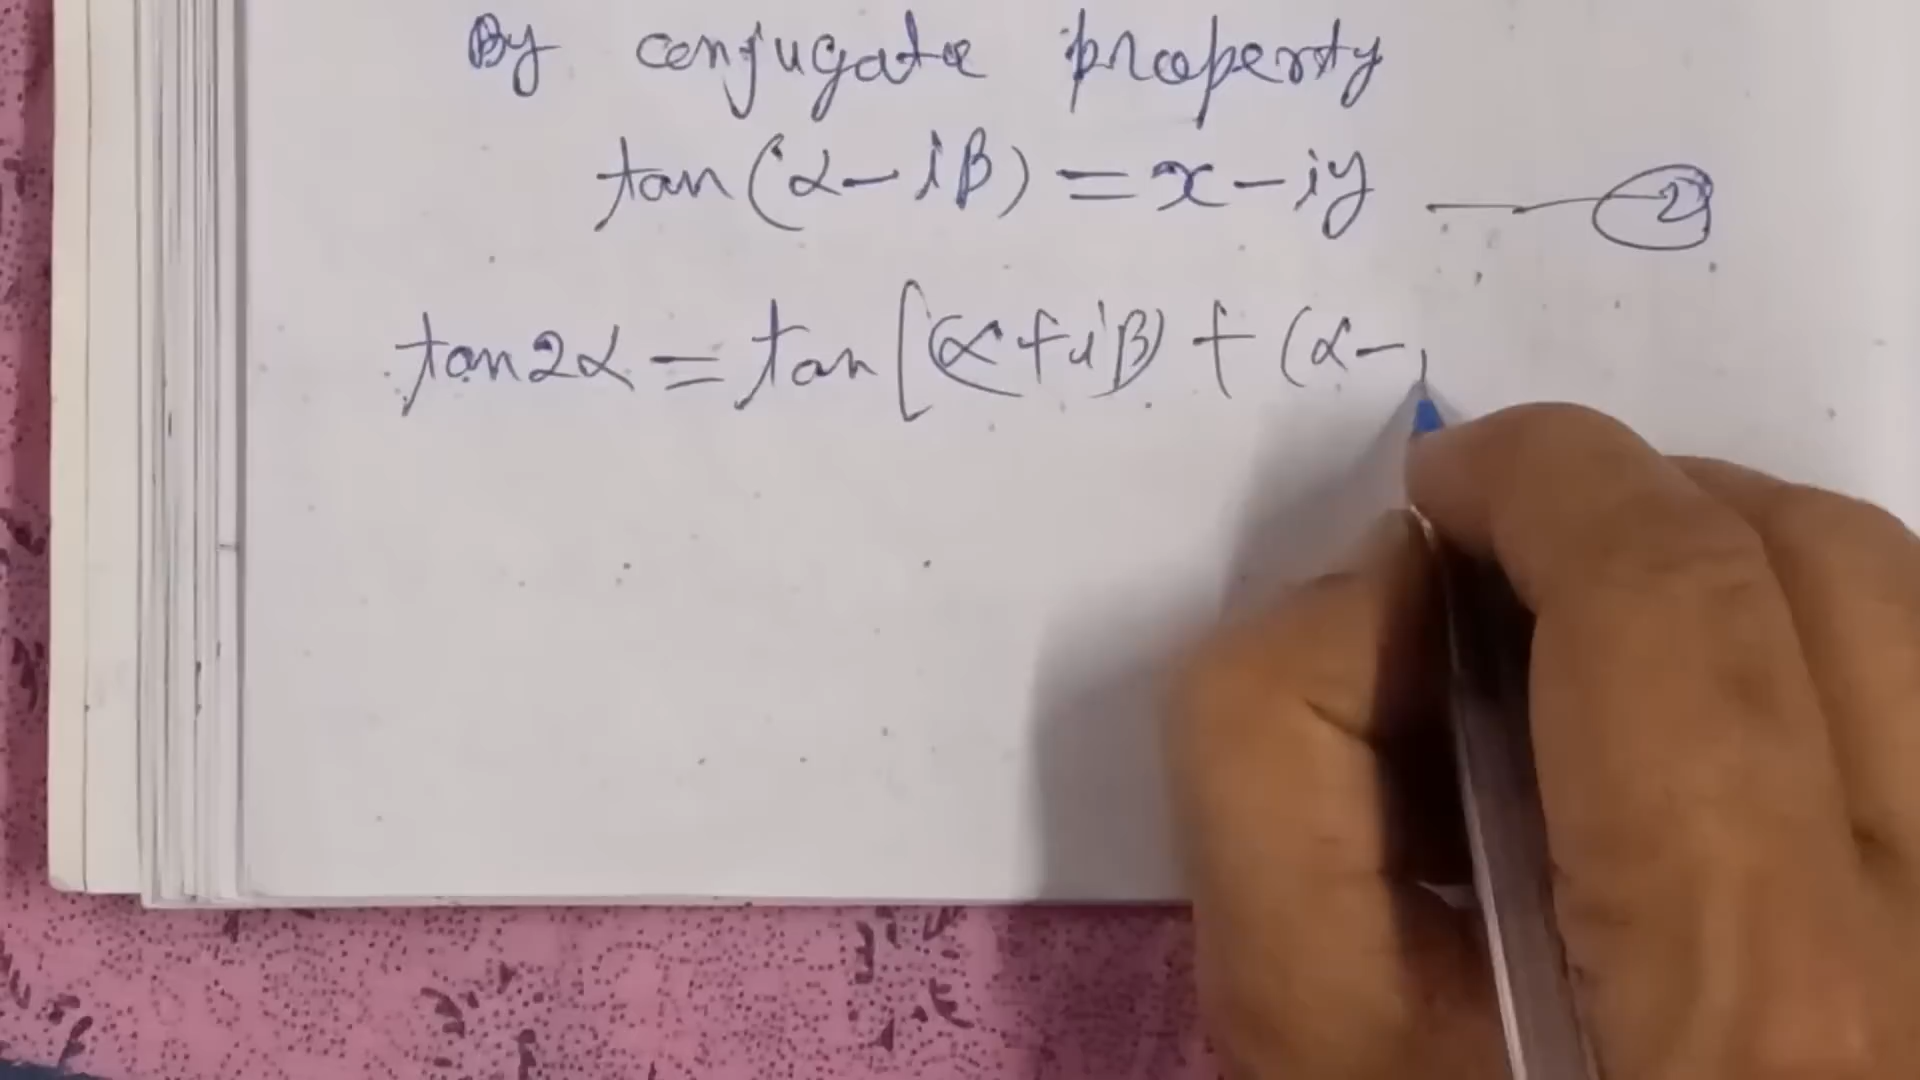 By conjugate property
tan(α-iβ) = x-iy —— 2
tan2α = tan[(α+iβ) + (α-